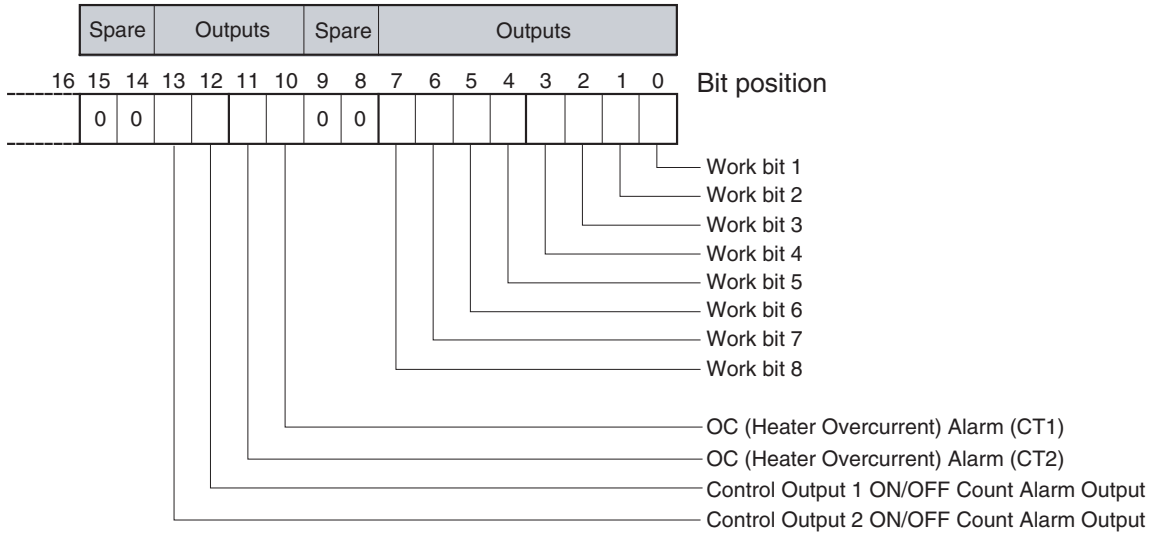 Spare Outputs Spare Outputs
16 15 14 13 12 11 10 9 8 7 6 5 4 3 2 1 0 Bit position
0 0 0 0
Work bit 1
Work bit 2
Work bit 3
Work bit 4
Work bit 5
Work bit 6
Work bit 7
Work bit 8
OC (Heater Overcurrent) Alarm (CT1)
OC (Heater Overcurrent) Alarm (CT2)
Control Output 1 ON/OFF Count Alarm Output
Control Output 2 ON/OFF Count Alarm Output